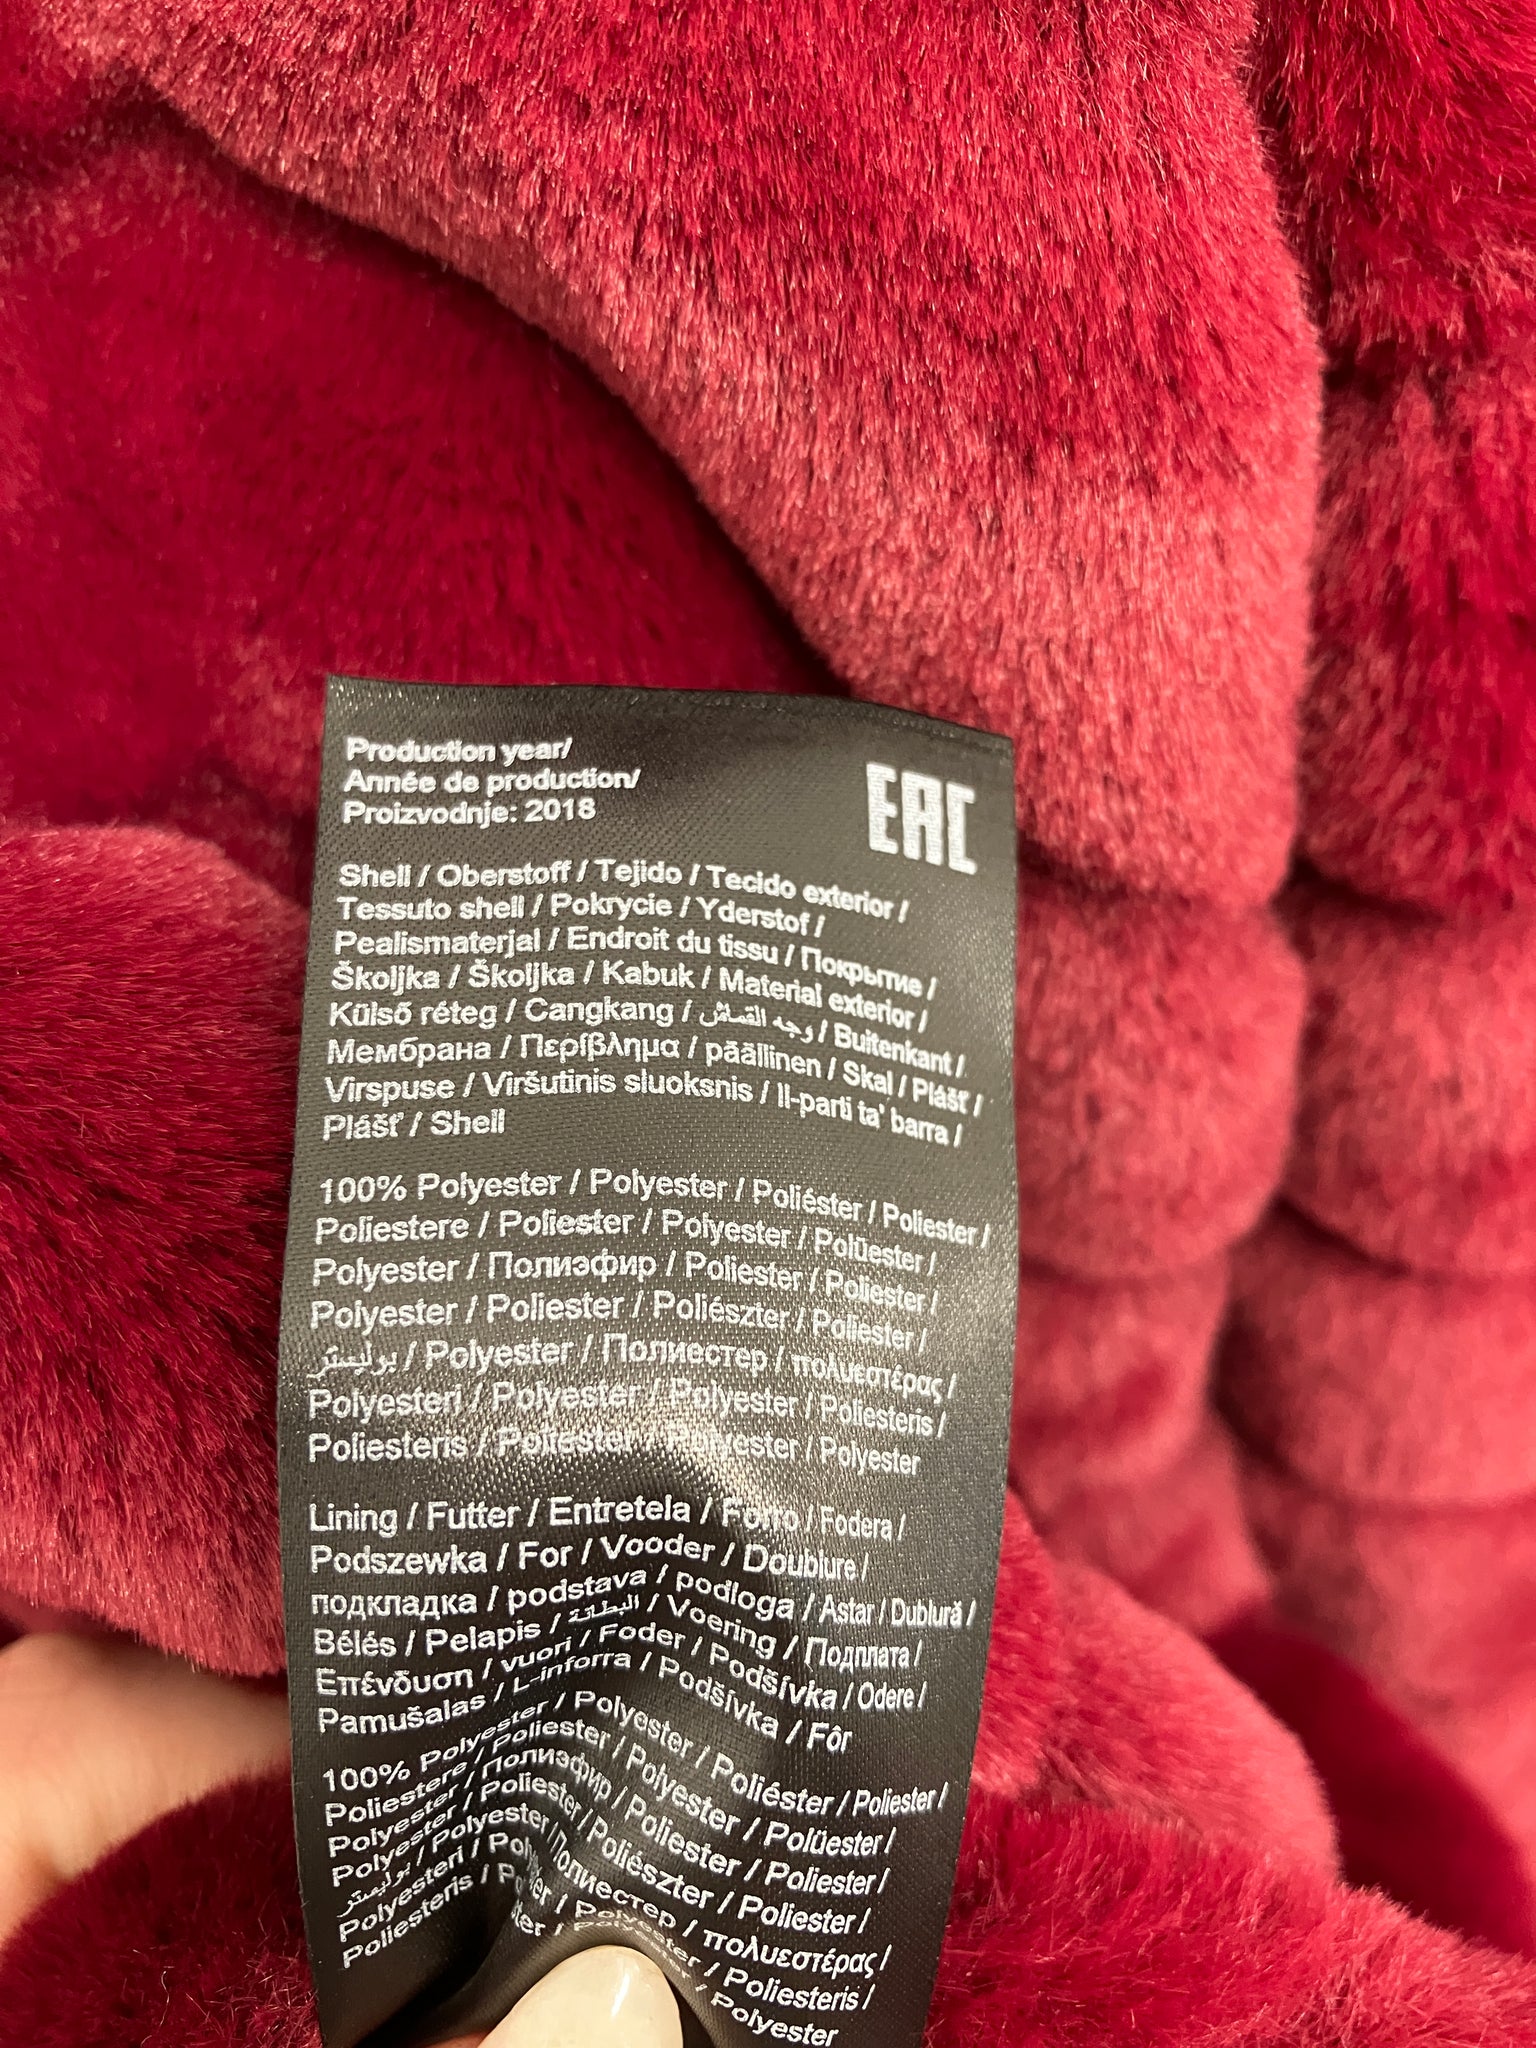 Production year/
Année de production/
Proizvodnje: 2018
EAC
Shell / Oberstoff / Tejido / Tecido exterior /
Tessuto shell / Pokrycie / Yderstof /
Pealismaterjal / Endroit du tissu / Покрытие /
Školjka / Školjka / Kabuk / Material exterior /
Külső réteg / Cangkang / وجه القماش / Buitenkant /
Мембрана / Περίβλημα / päällinen / Skal / Plášť /
Virspuse / Viršutinis sluoksnis / Il-parti ta' barra /
Plášť / Shell
100% Polyester / Polyester / Poliéster / Poliester /
Poliestere / Poliester / Polyester / Polüester /
Polyester / Полиэфир / Poliester / Poliester /
Polyester / Poliester / Poliészter / Poliester /
بوليستر / Polyester / Полиестер / πολυεστέρας /
Polyesteri / Polyester / Polyester / Poliesteris /
Poliesteris / Poliester / Polyester / Polyester
Lining / Futter / Entretela / Forro / Fodera /
Podszewka / For / Vooder / Doublure /
подкладка / podstava / podloga / Astar / Dublură /
Bélés / Pelapis / البطانة / Voering / Подплата /
Επένδυση / vuori / Foder / Podšívka / Odere /
Pamušalas / L-inforra / Podšívka / Fôr
100% Polyester / Polyester / Poliéster / Poliester /
Poliestere / Poliester / Polyester / Polüester /
Polyester / Полиэфир / Poliester / Poliester /
Polyester / Poliester / Poliészter / Poliester /
بوليستر / Polyester / Полиестер / πολυεστέρας /
Polyesteri / Polyester / Poliesteris /
Poliesteris / Polyester / Polyester